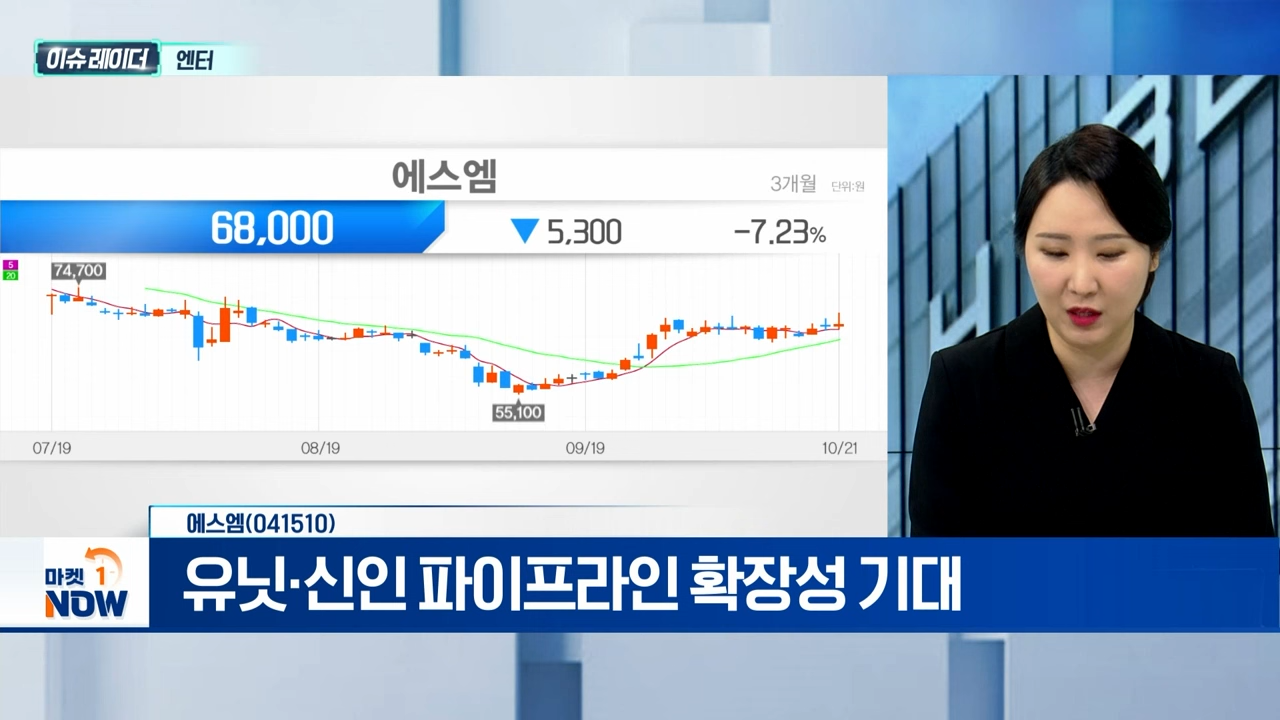 이슈레이더 엔터
에스엠
3개월 단위:원
68,000 ▼5,300 -7.23%
5
20
74,700
55,100
07/19 08/19 09/19 10/21
에스엠(041510)
마켓 1
NOW
유닛·신인 파이프라인 확장성 기대